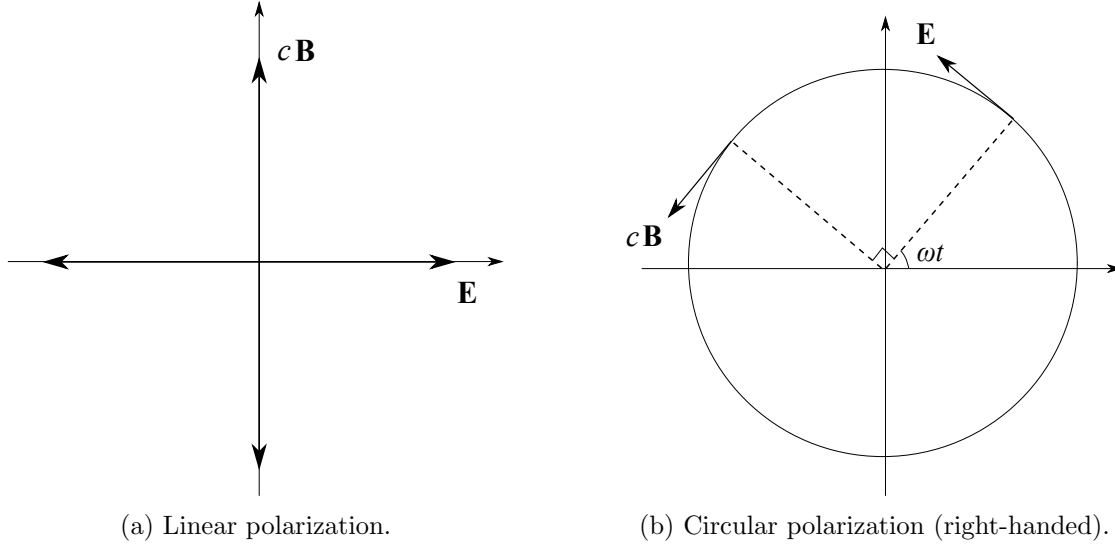 cB
E
(a) Linear polarization.
E
cB
ωt
(b) Circular polarization (right-handed).